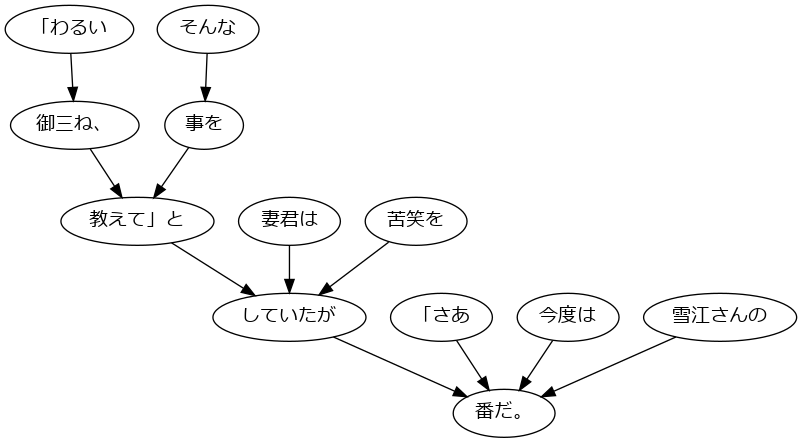 「わるい
そんな
御三ね、
事を
教えて」と
妻君は
苦笑を
していたが
「さあ
今度は
雪江さんの
番だ。